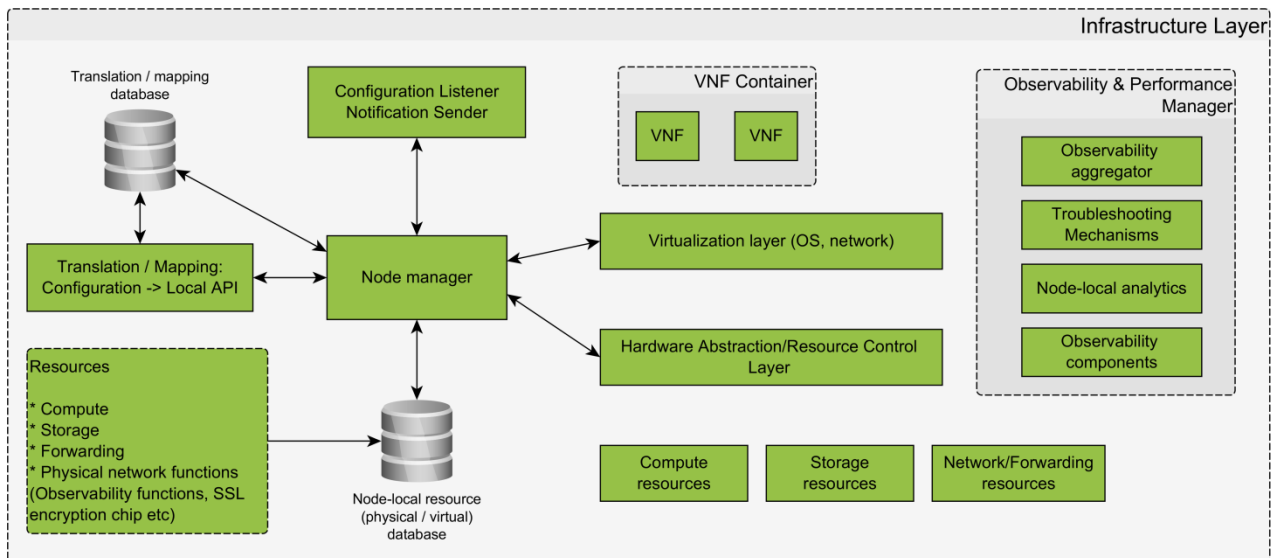 Infrastructure Layer
Translation / mapping
database
Configuration Listener
Notification Sender
VNF Container
VNF
VNF
Observability & Performance
Manager
Observability
aggregator
Troubleshooting
Mechanisms
Node-local analytics
Observability
components
Translation / Mapping:
Configuration -> Local API
Node manager
Virtualization layer (OS, network)
Hardware Abstraction/Resource Control
Layer
Resources
* Compute
* Storage
* Forwarding
* Physical network functions
(Observability functions, SSL
encryption chip etc)
Node-local resource
(physical / virtual)
database
Compute
resources
Storage
resources
Network/Forwarding
resources